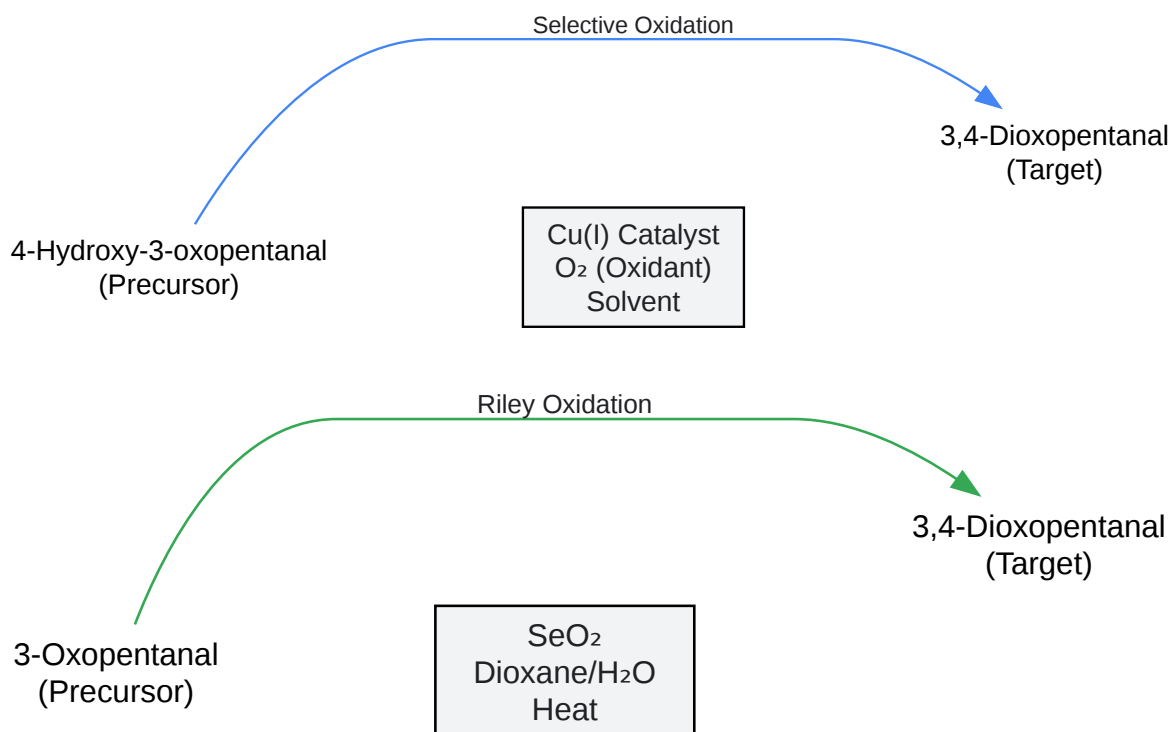 Selective Oxidation
3,4-Dioxopentanal
(Target)
4-Hydroxy-3-oxopentanal
(Precursor)
Cu(I) Catalyst
O₂ (Oxidant)
Solvent
Riley Oxidation
3,4-Dioxopentanal
(Target)
3-Oxopentanal
(Precursor)
SeO₂
Dioxane/H₂O
Heat